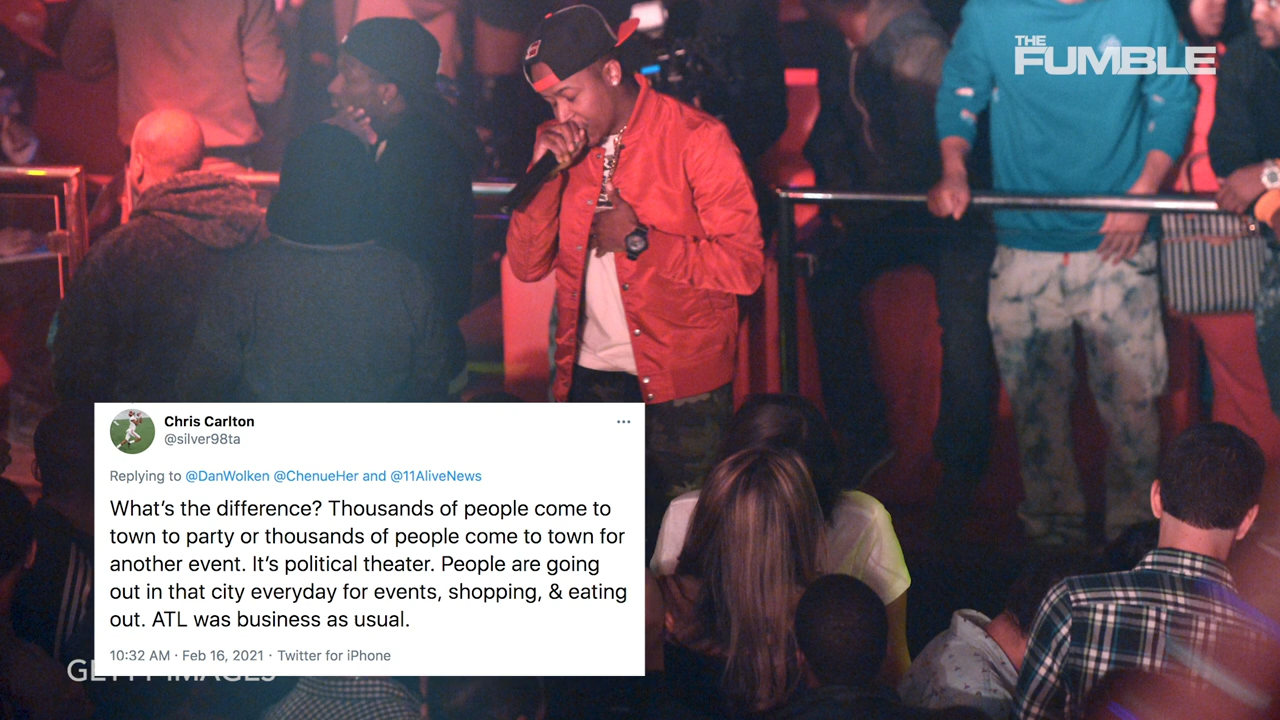 THE
FUMBLE
Chris Carlton
@silver98ta
Replying to @DanWolken @ChenueHer and @11AliveNews
What's the difference? Thousands of people come to
town to party or thousands of people come to town for
another event. It's political theater. People are going
out in that city everyday for events, shopping, & eating
out. ATL was business as usual.
10:32 AM · Feb 16, 2021 · Twitter for iPhone
GETTY IMAGES